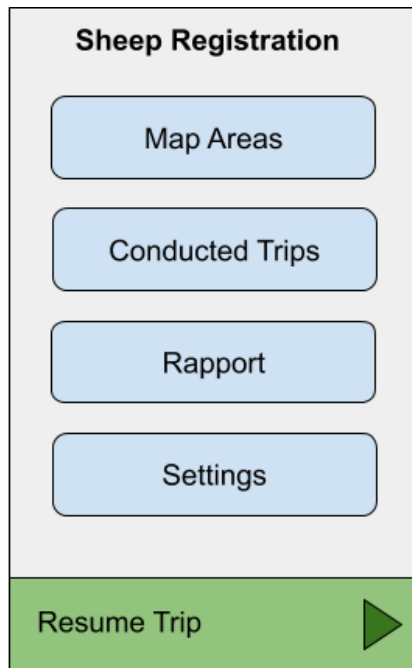 Sheep Registration
Map Areas
Conducted Trips
Rapport
Settings
Resume Trip